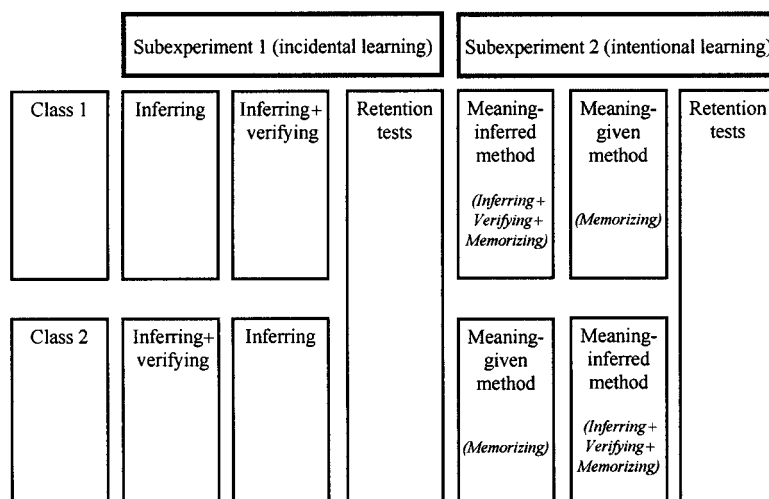 Subexperiment 1 (incidental learning)
Subexperiment 2 (intentional learning)
Class 1
Inferring
Inferring+
verifying
Retention
tests
Meaning-
inferred
method
(Inferring+
Verifying+
Memorizing)
Meaning-
given
method
(Memorizing)
Retention
tests
Class 2
Inferring+
verifying
Inferring
Meaning-
given
method
(Memorizing)
Meaning-
inferred
method
(Inferring+
Verifying+
Memorizing)